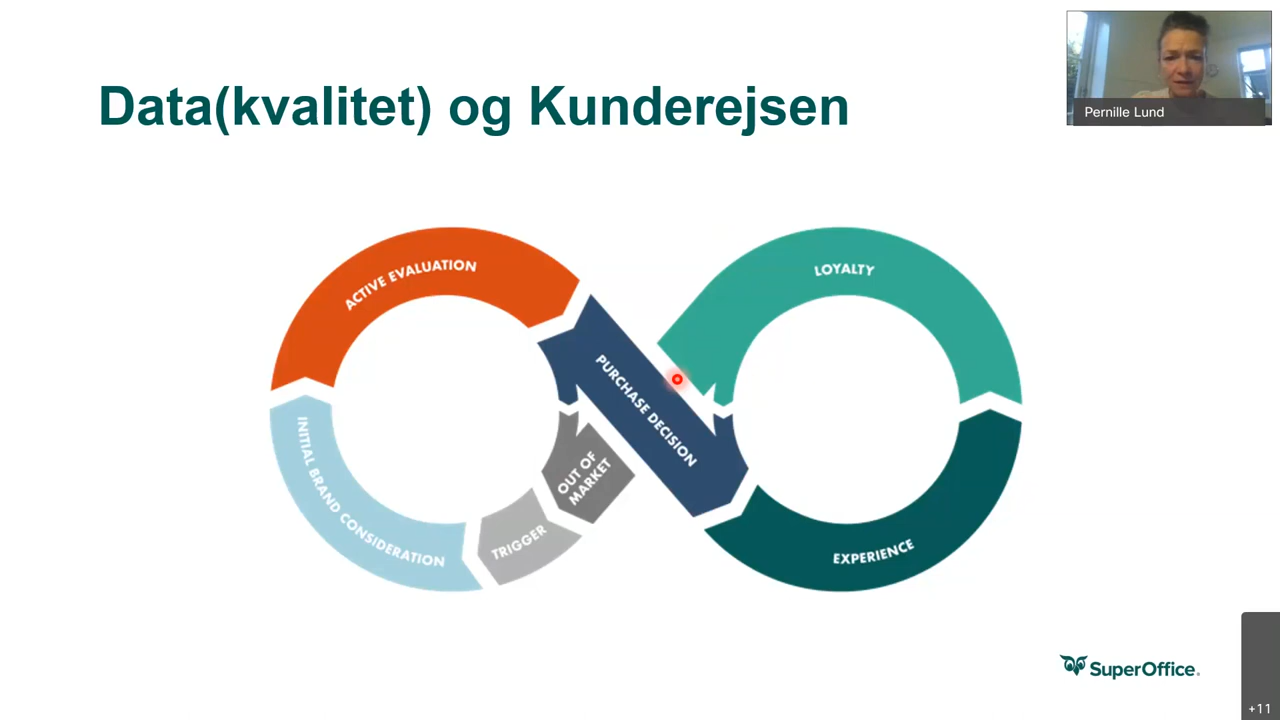 Data(kvalitet) og Kunderejsen
Pernille Lund
ACTIVE EVALUATION
LOYALTY
PURCHASE DECISION
INITIAL BRAND CONSIDERATION
OUT OF
MARKET
TRIGGER
EXPERIENCE
SuperOffice.
+11